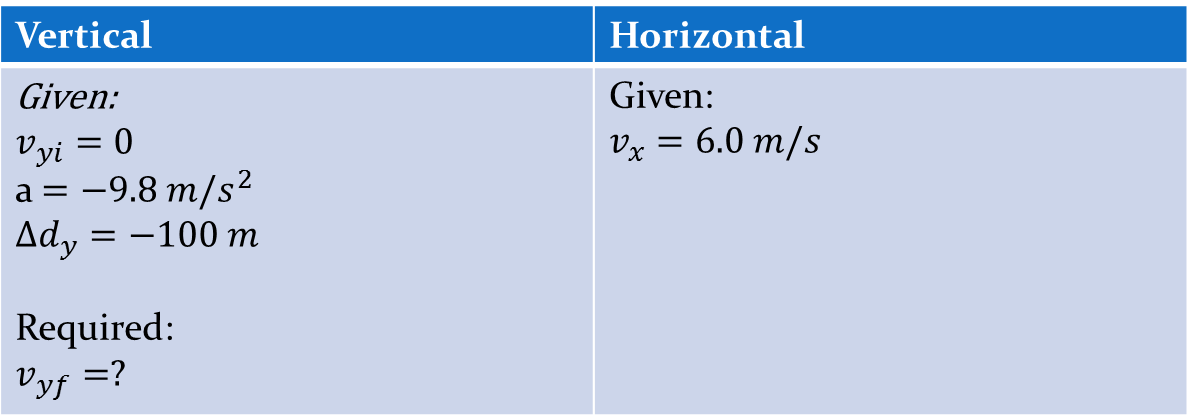 Vertical
Horizontal
Given:
v_yi = 0
a = −9.8 m/s²
Δd_y = −100 m
Required:
v_yf =?
Given:
v_x = 6.0 m/s